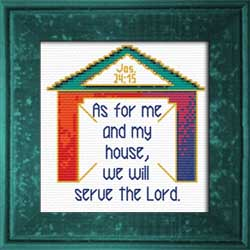 Jos.
24:15
As for me
and my
house,
we will
serve the Lord.